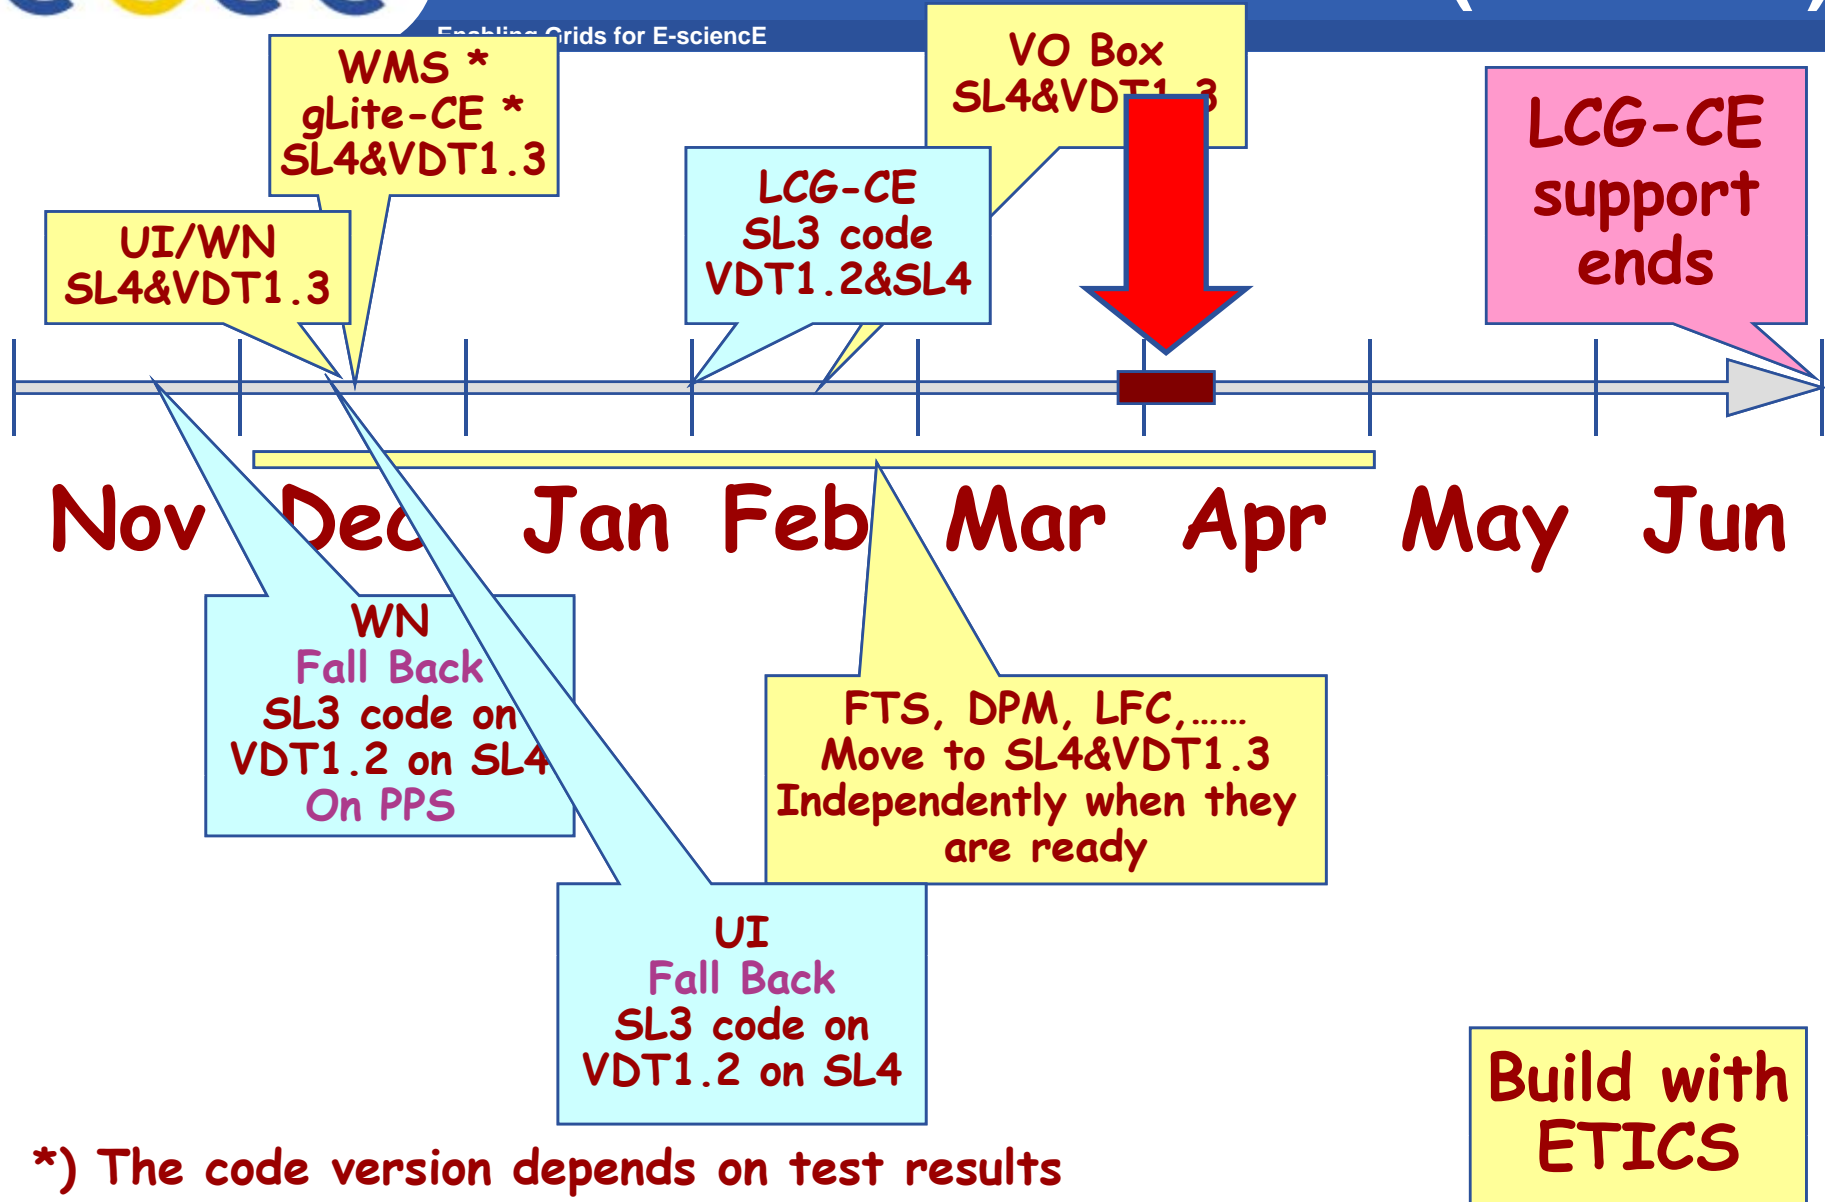 Enabling Grids for E-sciencE
WMS *
gLite-CE *
SL4&VDT1.3
VO Box
SL4&VDT1.3
LCG-CE
support
ends
UI/WN
SL4&VDT1.3
LCG-CE
SL3 code
VDT1.2&SL4
Nov Dec Jan Feb Mar Apr May Jun
WN
Fall Back
SL3 code on
VDT1.2 on SL4
On PPS
FTS, DPM, LFC,......
Move to SL4&VDT1.3
Independently when they
are ready
UI
Fall Back
SL3 code on
VDT1.2 on SL4
Build with
ETICS
*) The code version depends on test results